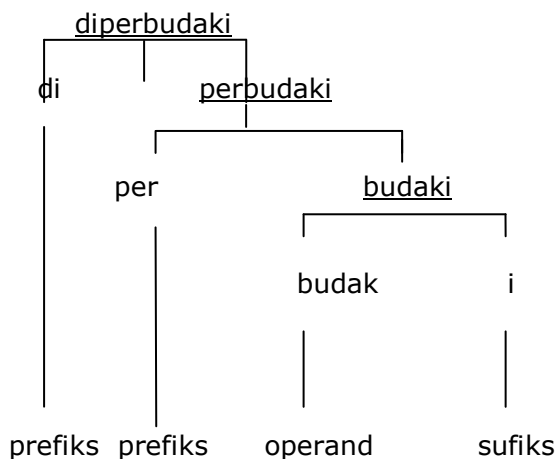 diperbudaki
di perbudaki
per budaki
budak i
prefiks prefiks operand sufiks